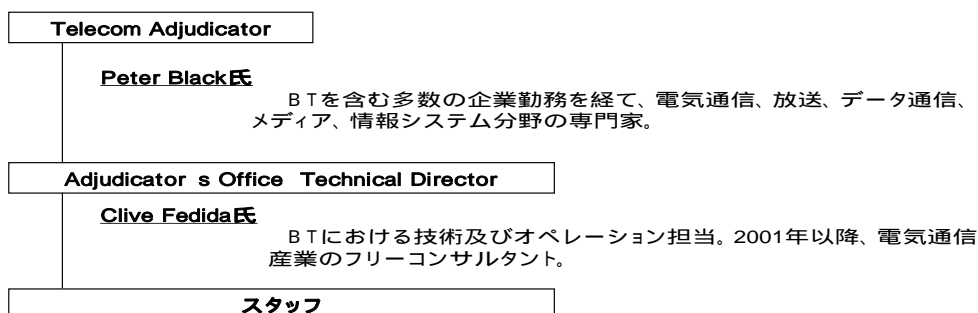 Telecom Adjudicator
Peter Black氏
BTを含む多数の企業勤務を経て、電気通信、放送、データ通信、
メディア、情報システム分野の専門家。
Adjudicator s Office Technical Director
Clive Fedida氏
BTにおける技術及びオペレーション担当。2001年以降、電気通信
産業のフリーコンサルタント。
スタッフ